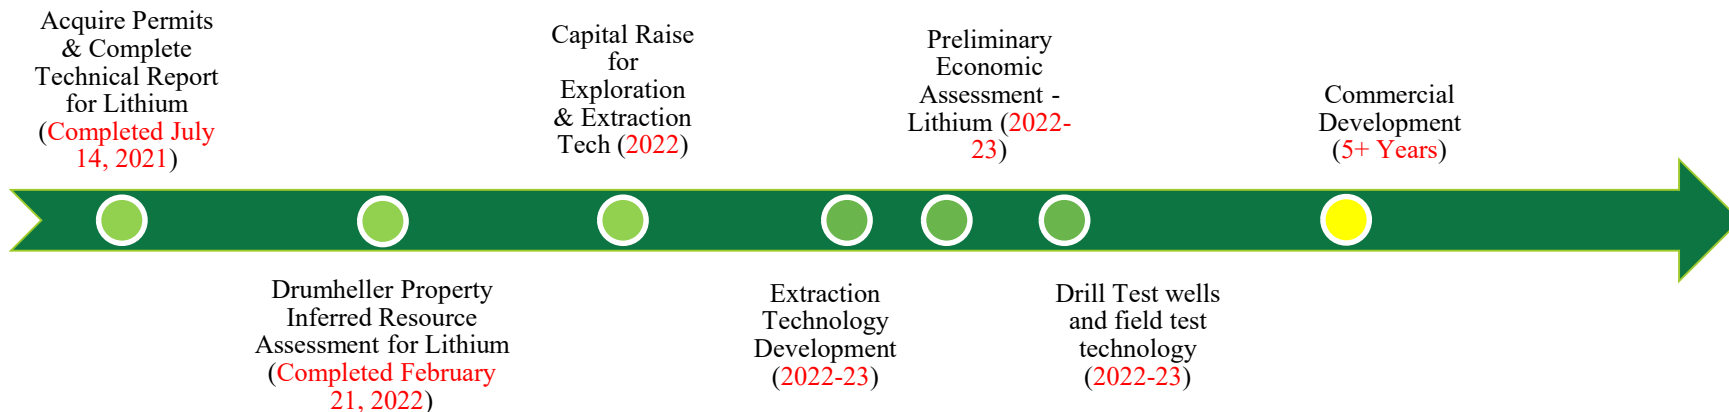 Acquire Permits
& Complete
Technical Report
for Lithium
(Completed July
14, 2021)
Drumheller Property
Inferred Resource
Assessment for Lithium
(Completed February
21, 2022)
Capital Raise
for
Exploration
& Extraction
Tech (2022)
Extraction
Technology
Development
(2022-23)
Preliminary
Economic
Assessment -
Lithium (2022-
23)
Drill Test wells
and field test
technology
(2022-23)
Commercial
Development
(5+ Years)